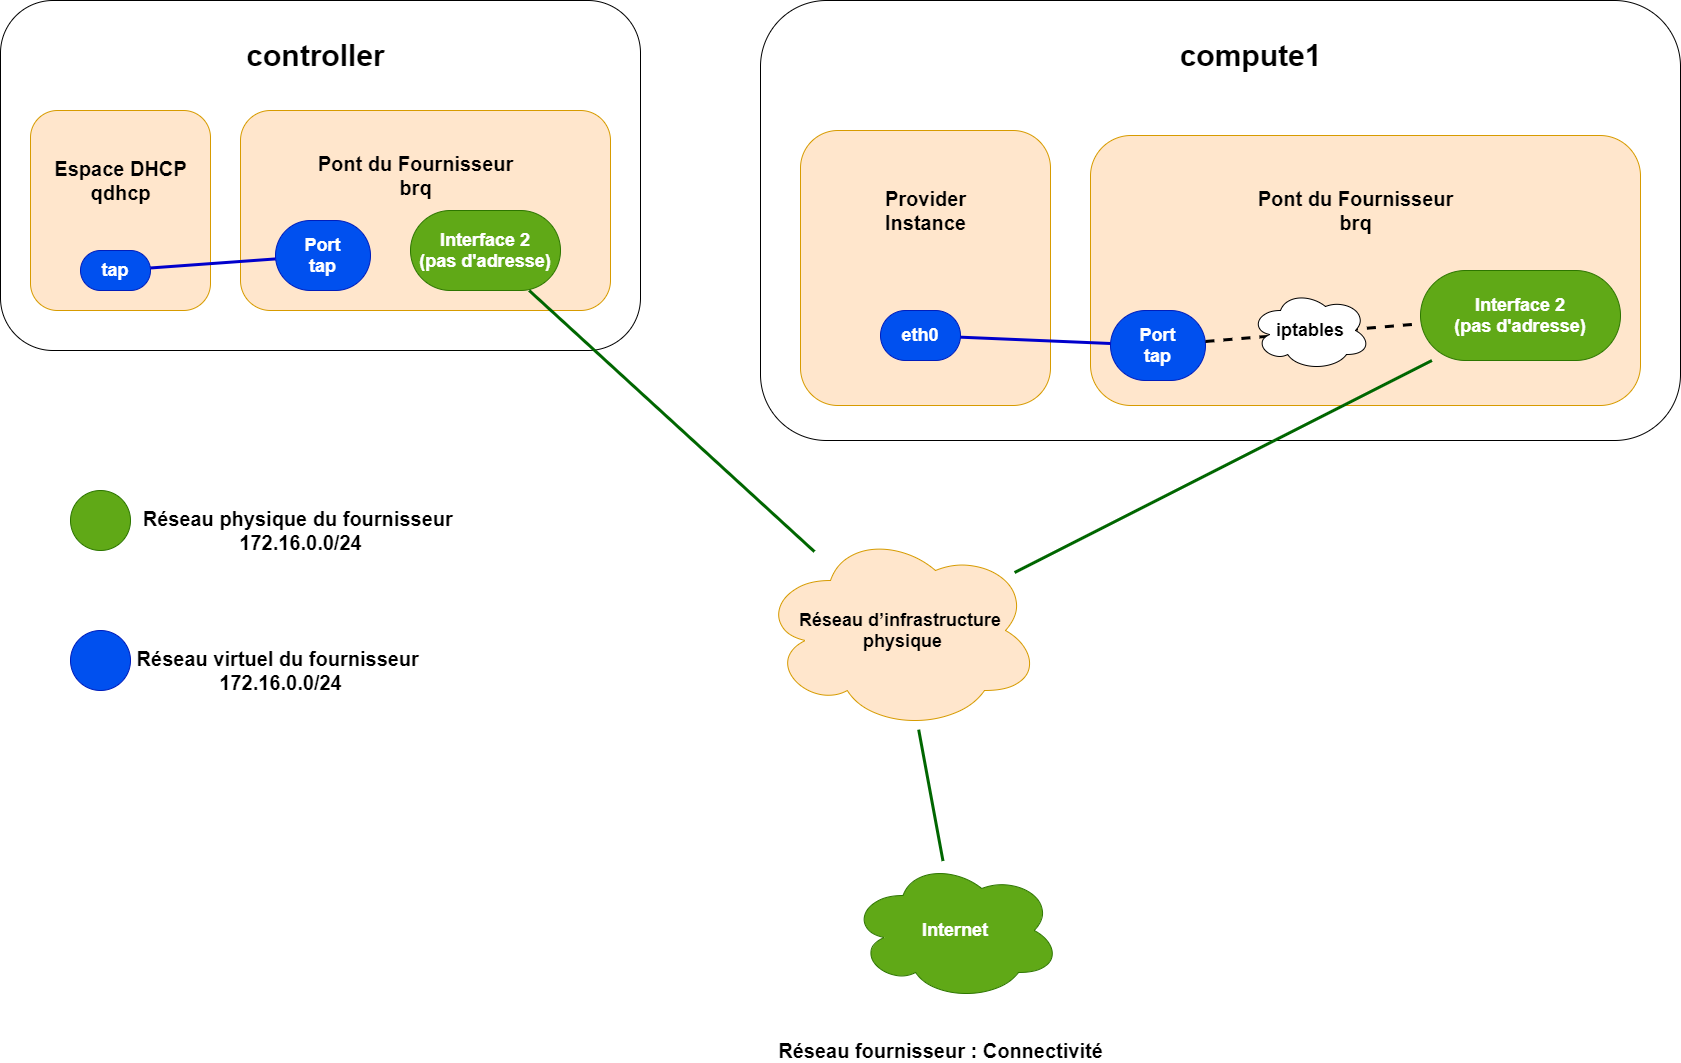 controller
Espace DHCP
qdhcp
tap
Pont du Fournisseur
brq
Port
tap
Interface 2
(pas d'adresse)
compute1
Provider
Instance
eth0
Pont du Fournisseur
brq
Port
tap
iptables
Interface 2
(pas d'adresse)
Réseau physique du fournisseur
172.16.0.0/24
Réseau virtuel du fournisseur
172.16.0.0/24
Réseau d’infrastructure
physique
Internet
Réseau fournisseur : Connectivité